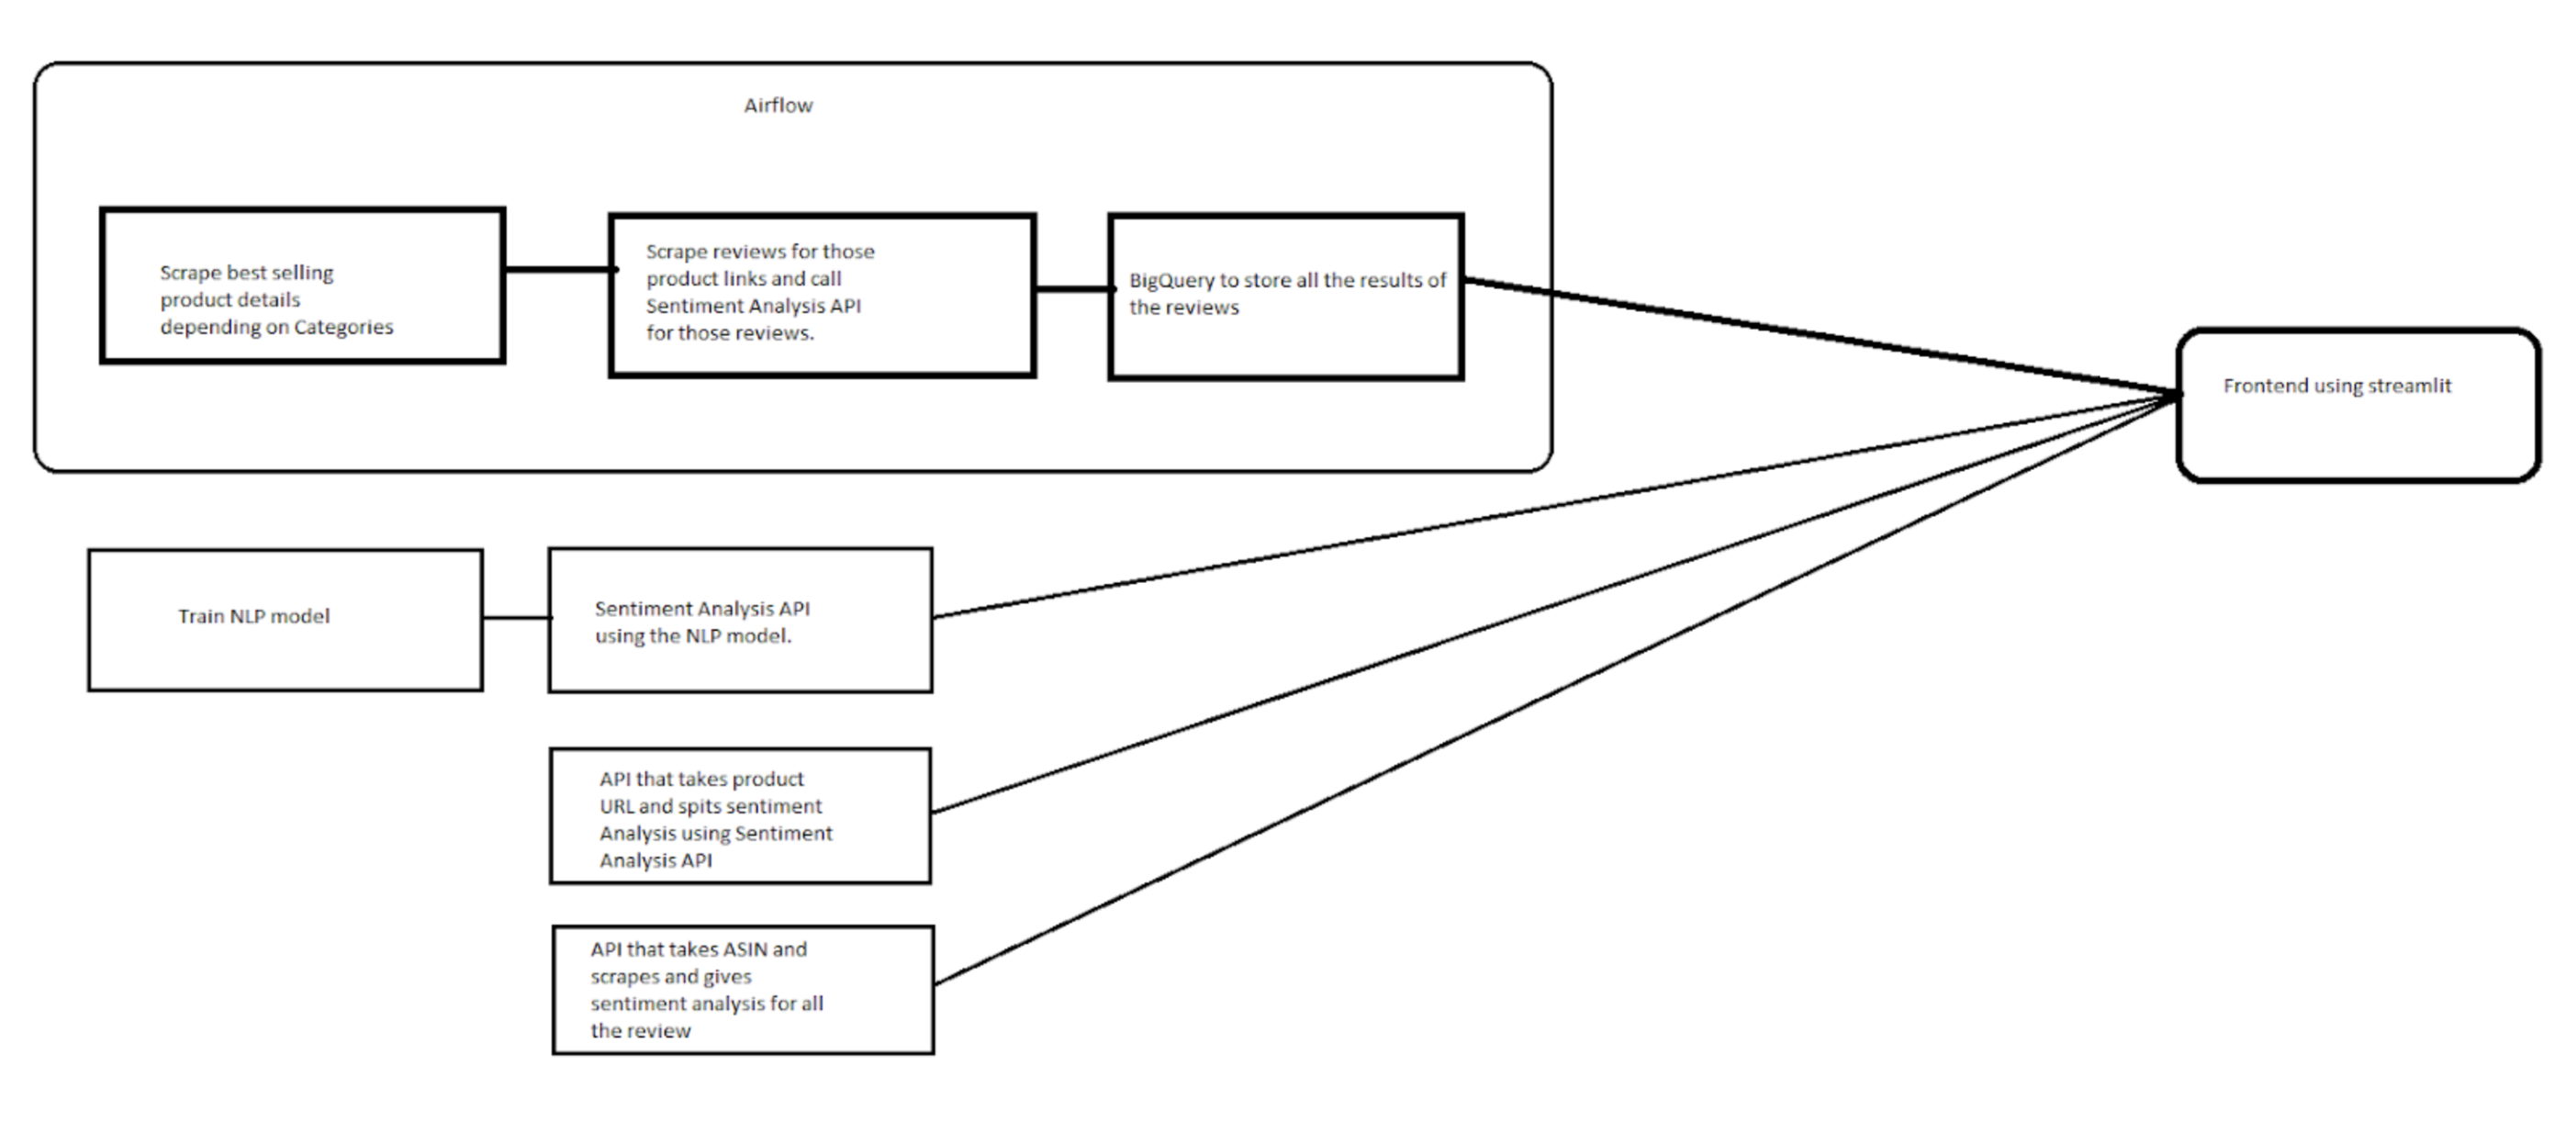 Airflow
Scrape best selling
product details
depending on Categories
Scrape reviews for those
product links and call
Sentiment Analysis API
for those reviews.
BigQuery to store all the results of
the reviews
Frontend using streamlit
Train NLP model
Sentiment Analysis API
using the NLP model.
API that takes product
URL and spits sentiment
Analysis using Sentiment
Analysis API
API that takes ASIN and
scrapes and gives
sentiment analysis for all
the review